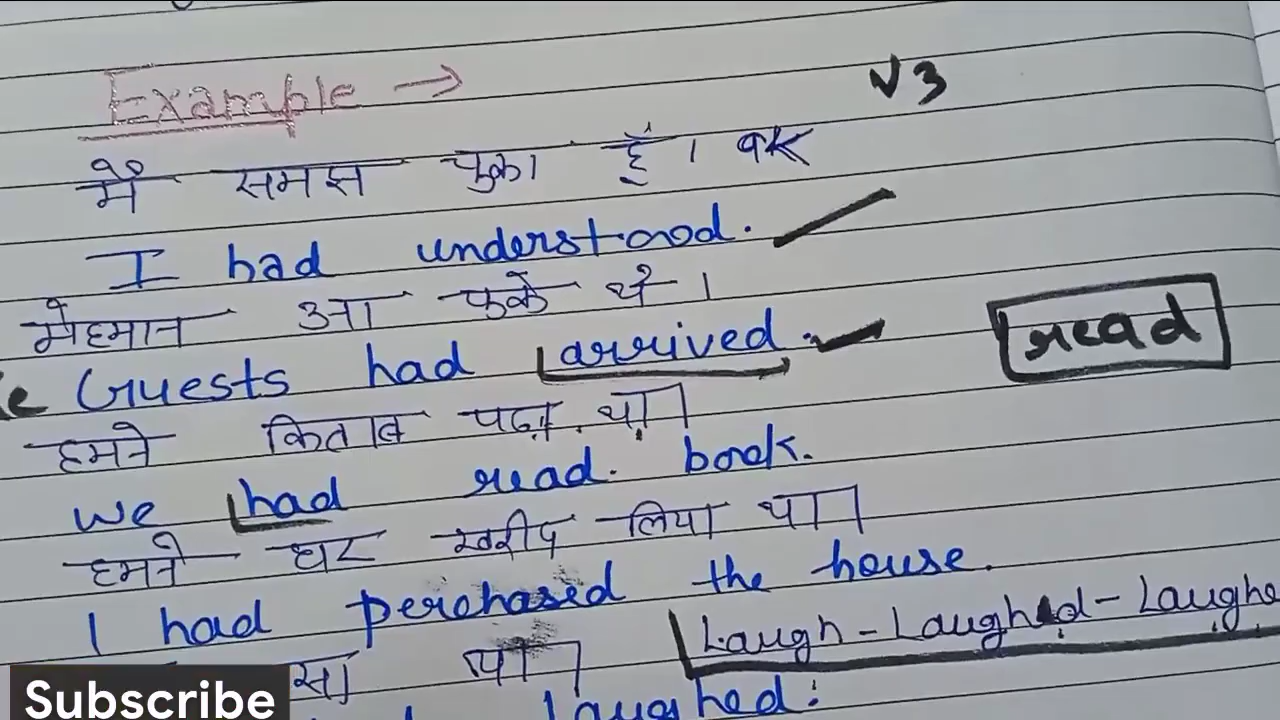 Example →
V3
मैं समझ चुका हूँ।
I had understood.
मेहमान आ चुके थे।
Guests had arrived.
read
हमने किताब पढ़ा था।
we had read. book.
हमने घर खरीद लिया था।
I had perchased the house.
Laugh - Laughed - Laughe
था।
laughed.
Subscribe